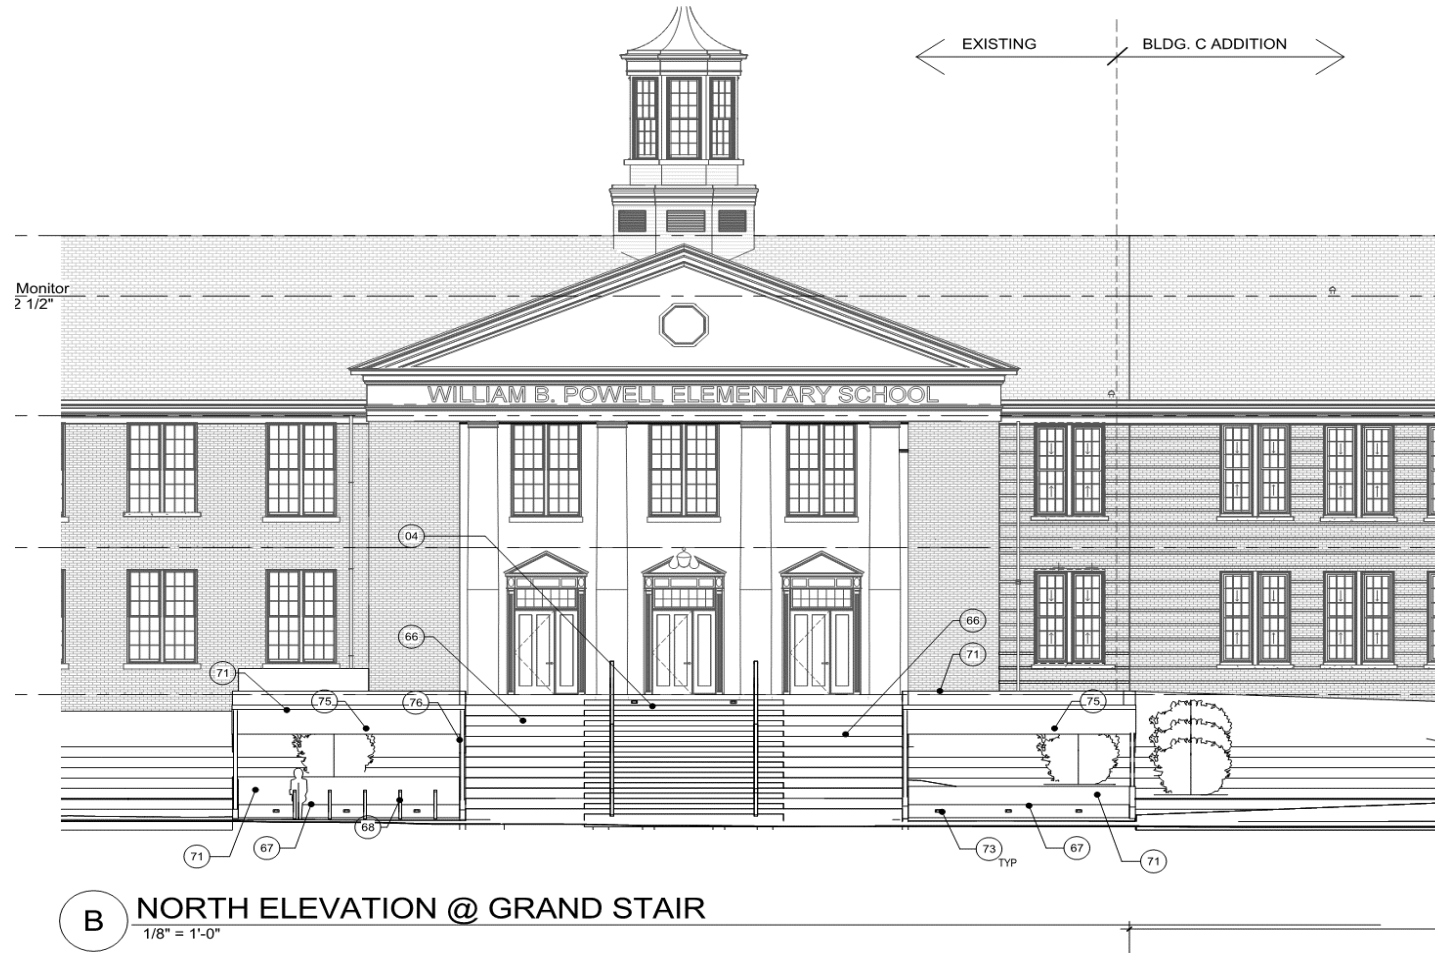 EXISTING
BLDG. C ADDITION
Monitor
2 1/2"
WILLIAM B. POWELL ELEMENTARY SCHOOL
04
66
66
71
71
75
76
75
71
67
68
73
TYP
67
71
B
NORTH ELEVATION @ GRAND STAIR
1/8" = 1'-0"